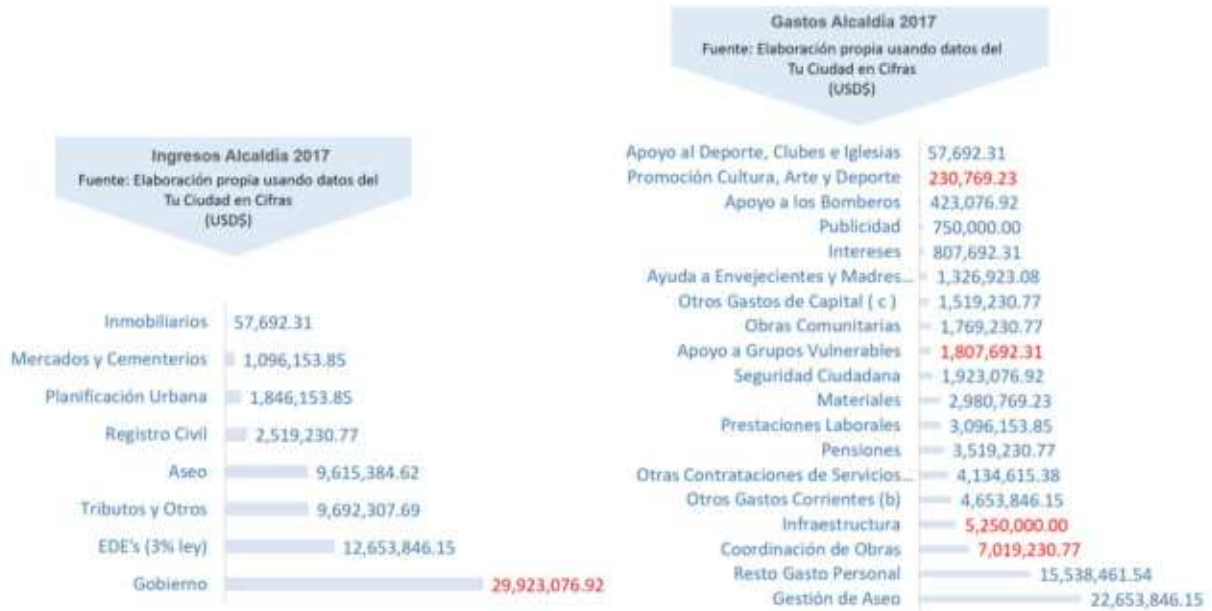 Ingresos Alcaldia 2017
Fuente: Elaboración propia usando datos del
Tu Ciudad en Cifras
(USD$)
Inmobiliarios 57,692.31
Mercados y Cementerios 1,096,153.85
Planificación Urbana 1,846,153.85
Registro Civil 2,519,230.77
Aseo 9,615,384.62
Tributos y Otros 9,692,307.69
EDE's (3% ley) 12,653,846.15
Gobierno 29,923,076.92
Gastos Alcaldia 2017
Fuente: Elaboración propia usando datos del
Tu Ciudad en Cifras
(USD$)
Apoyo al Deporte, Clubes e Iglesias 57,692.31
Promoción Cultura, Arte y Deporte 230,769.23
Apoyo a los Bomberos 423,076.92
Publicidad 750,000.00
Intereses 807,692.31
Ayuda a Envejecientes y Madres... 1,326,923.08
Otros Gastos de Capital ( c ) 1,519,230.77
Obras Comunitarias 1,769,230.77
Apoyo a Grupos Vulnerables 1,807,692.31
Seguridad Ciudadana 1,923,076.92
Materiales 2,980,769.23
Prestaciones Laborales 3,096,153.85
Pensiones 3,519,230.77
Otras Contrataciones de Servicios... 4,134,615.38
Otros Gastos Corrientes (b) 4,653,846.15
Infraestructura 5,250,000.00
Coordinación de Obras 7,019,230.77
Resto Gasto Personal 15,538,461.54
Gestión de Aseo 22,653,846.15